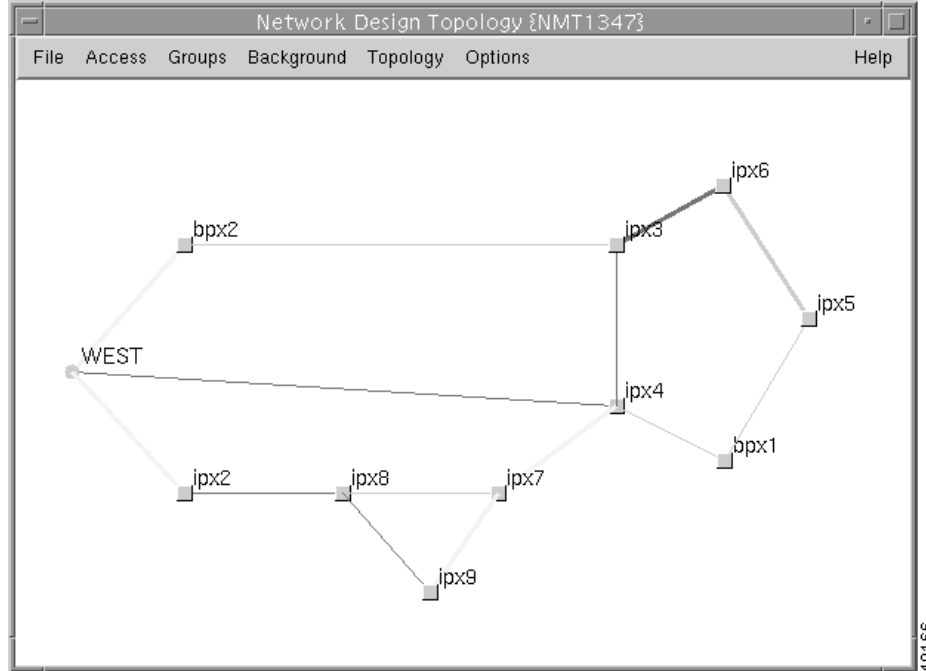 Network Design Topology {NMT1347}
File Access Groups Background Topology Options Help
ipx6
bpx2
ipx3
ipx5
WEST
ipx4
bpx1
ipx2
ipx8
ipx7
ipx9